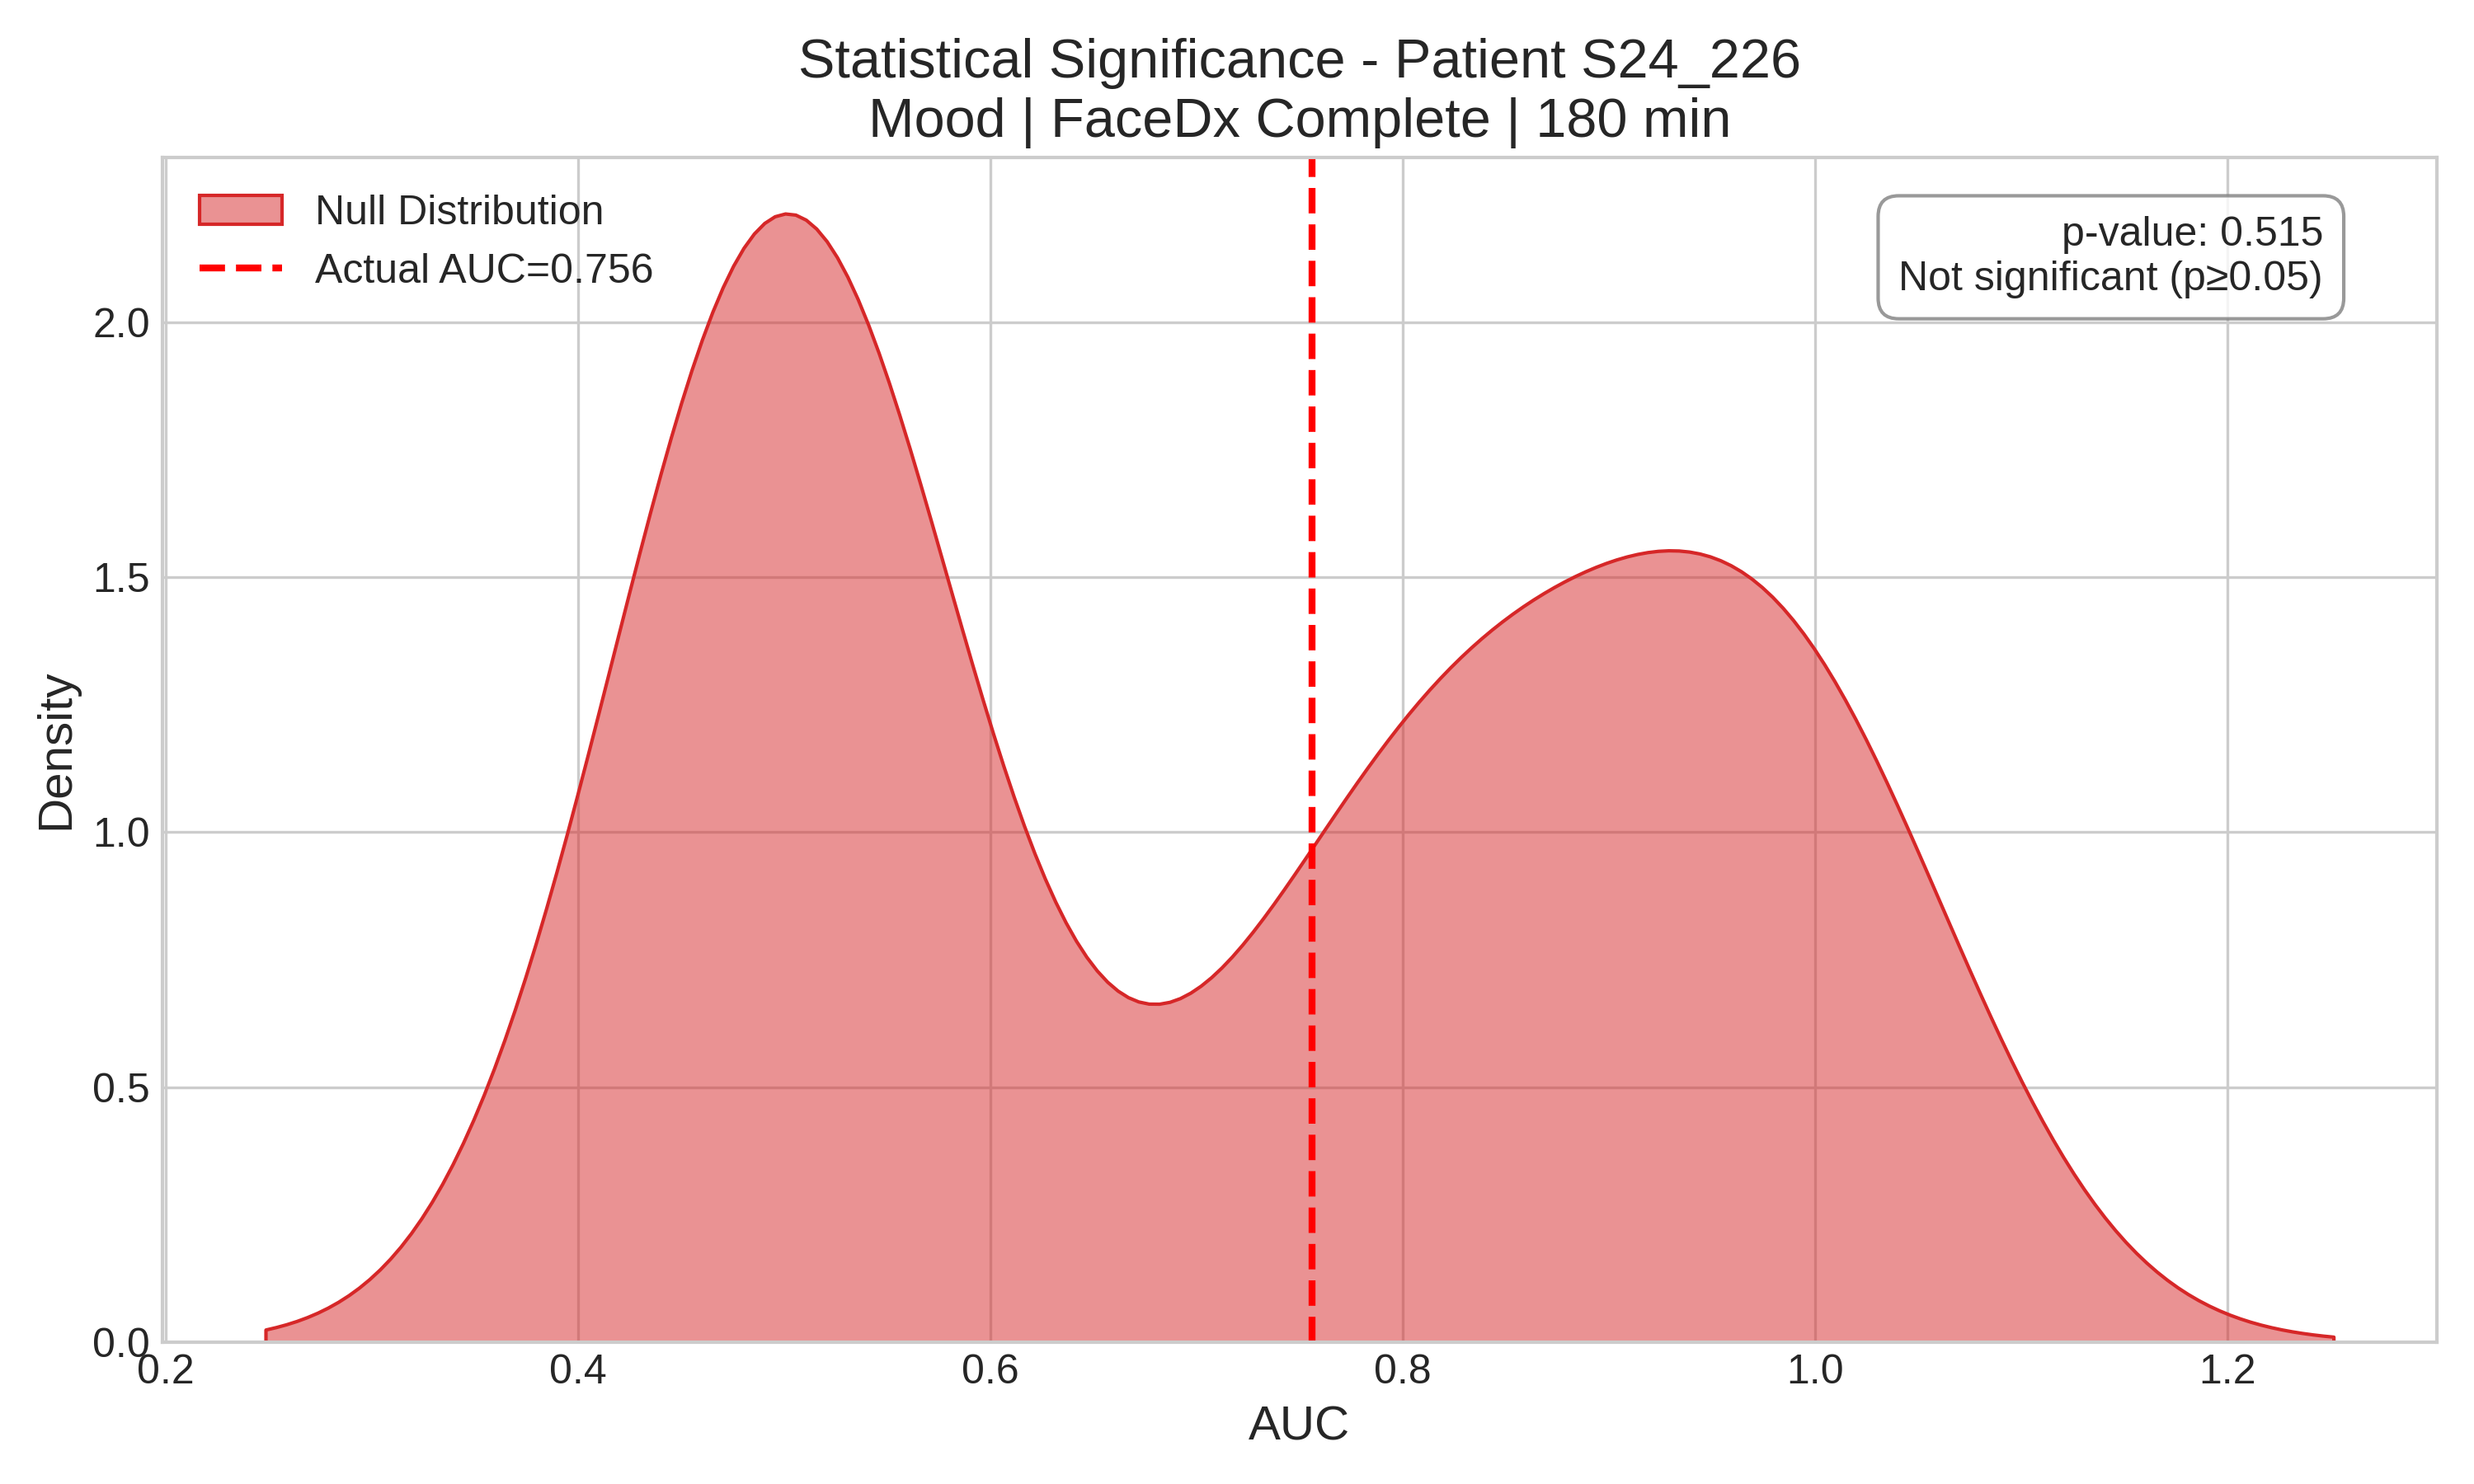 Statistical Significance - Patient S24_226
Mood | FaceDx Complete | 180 min
Null Distribution
Actual AUC=0.756
p-value: 0.515
Not significant (p≥0.05)
Density
2.0
1.5
1.0
0.5
0.0
0.2
0.4
0.6
0.8
1.0
1.2
AUC